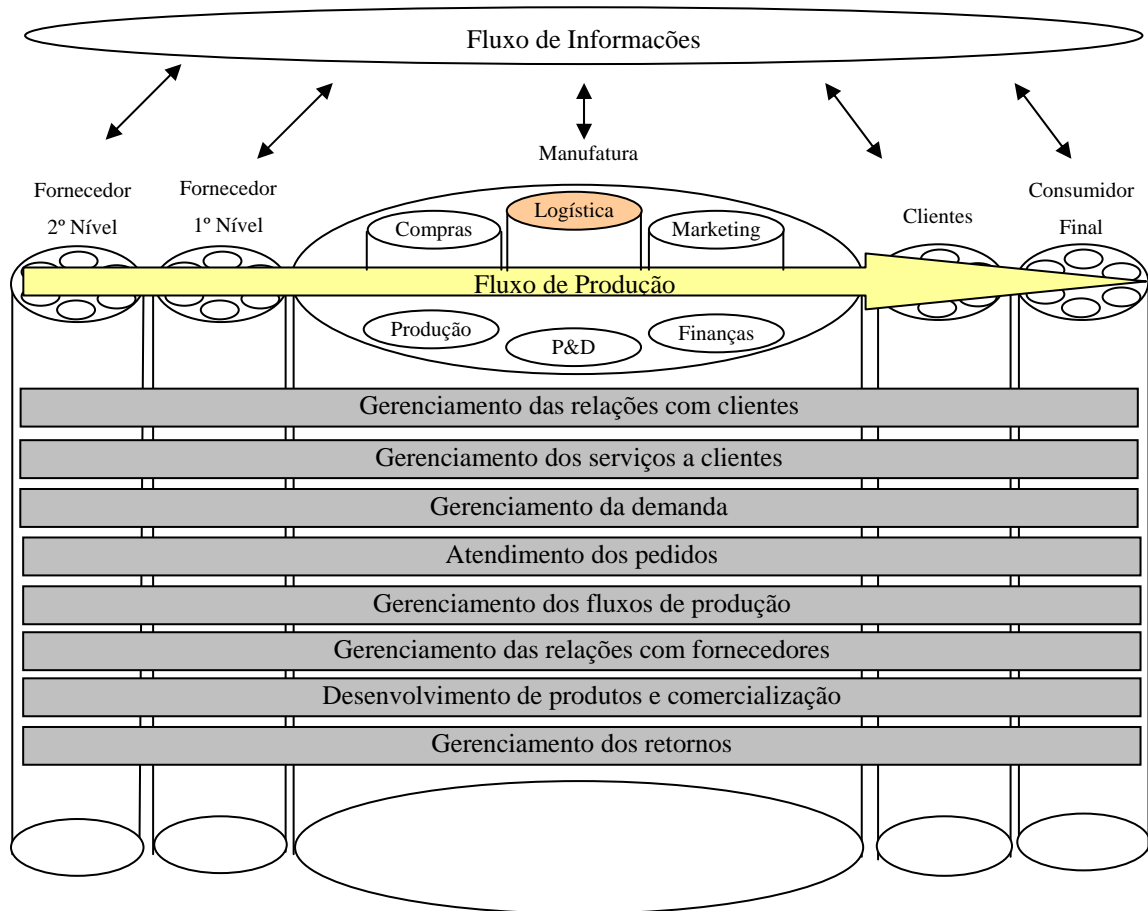 Fluxo de Informacões
Manufatura
Fornecedor
2º Nível
Fornecedor
1º Nível
Compras
Logística
Marketing
Clientes
Consumidor
Final
Fluxo de Produção
Produção
P&D
Finanças
Gerenciamento das relações com clientes
Gerenciamento dos serviços a clientes
Gerenciamento da demanda
Atendimento dos pedidos
Gerenciamento dos fluxos de produção
Gerenciamento das relações com fornecedores
Desenvolvimento de produtos e comercialização
Gerenciamento dos retornos